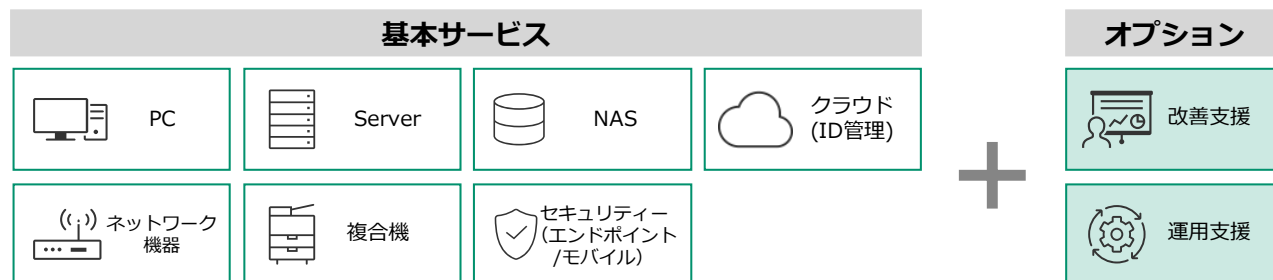 基本サービス
オプション
PC
Server
NAS
クラウド
(ID管理)
改善支援
ネットワーク
機器
複合機
セキュリティー
(エンドポイント
/モバイル)
運用支援